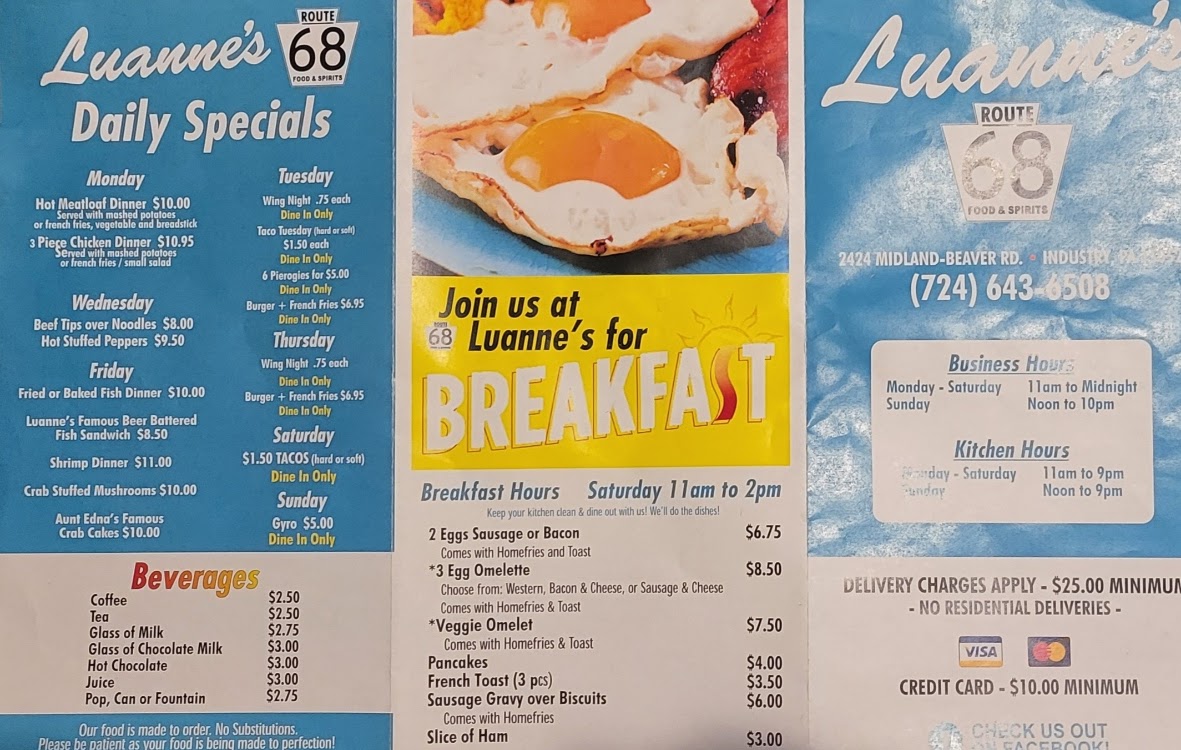 Luanne's
ROUTE
68
FOOD & SPIRITS
Daily Specials
Monday
Hot Meatloaf Dinner $10.00
Served with mashed potatoes
or french fries, vegetable and breadstick
3 Piece Chicken Dinner $10.95
Served with mashed potatoes
or french fries / small salad
Wednesday
Beef Tips over Noodles $8.00
Hot Stuffed Peppers $9.50
Friday
Fried or Baked Fish Dinner $10.00
Luanne's Famous Beer Battered
Fish Sandwich $8.50
Shrimp Dinner $11.00
Crab Stuffed Mushrooms $10.00
Aunt Edna's Famous
Crab Cakes $10.00
Tuesday
Wing Night .75 each
Dine In Only
Taco Tuesday (hard or soft)
$1.50 each
Dine In Only
6 Pierogies for $5.00
Dine In Only
Burger + French Fries $6.95
Dine In Only
Thursday
Wing Night .75 each
Dine In Only
Burger + French Fries $6.95
Dine In Only
Saturday
$1.50 TACOS (hard or soft)
Dine In Only
Sunday
Gyro $5.00
Dine In Only
Beverages
Coffee $2.50
Tea $2.50
Glass of Milk $2.75
Glass of Chocolate Milk $3.00
Hot Chocolate $3.00
Juice $3.00
Pop, Can or Fountain $2.75
Our food is made to order. No Substitutions.
Please be patient as your food is being made to perfection!
Join us at
ROUTE
68
Luanne's for
BREAKFAST
Breakfast Hours Saturday 11am to 2pm
Keep your kitchen clean & dine out with us! We'll do the dishes!
2 Eggs Sausage or Bacon $6.75
Comes with Homefries and Toast
*3 Egg Omelette $8.50
Choose from: Western, Bacon & Cheese, or Sausage & Cheese
Comes with Homefries & Toast
*Veggie Omelet $7.50
Comes with Homefries & Toast
Pancakes $4.00
French Toast (3 pcs) $3.50
Sausage Gravy over Biscuits $6.00
Comes with Homefries
Slice of Ham $3.00
Luanne's
ROUTE
68
FOOD & SPIRITS
2424 MIDLAND-BEAVER RD. • INDUSTRY, PA
(724) 643-6508
Business Hours
Monday - Saturday 11am to Midnight
Sunday Noon to 10pm
Kitchen Hours
Monday - Saturday 11am to 9pm
Sunday Noon to 9pm
DELIVERY CHARGES APPLY - $25.00 MINIMUM
- NO RESIDENTIAL DELIVERIES -
VISA
CREDIT CARD - $10.00 MINIMUM
CHECK US OUT
ON FACEBOOK!